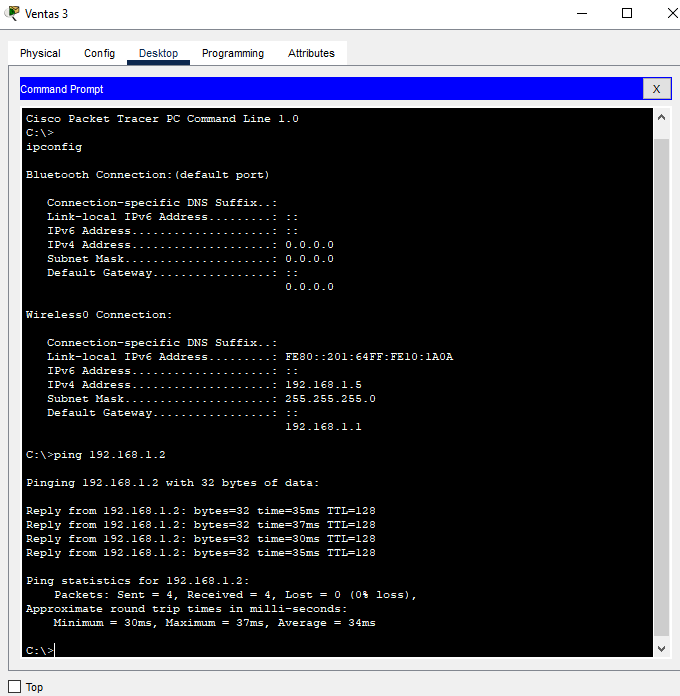 Ventas 3
Physical Config Desktop Programming Attributes
Command Prompt X
Cisco Packet Tracer PC Command Line 1.0
C:\>
ipconfig
Bluetooth Connection:(default port)
Connection-specific DNS Suffix..:
Link-local IPv6 Address.........: ::
IPv6 Address....................: ::
IPv4 Address....................: 0.0.0.0
Subnet Mask.....................: 0.0.0.0
Default Gateway.................: ::
0.0.0.0
Wireless0 Connection:
Connection-specific DNS Suffix..:
Link-local IPv6 Address.........: FE80::201:64FF:FE10:1A0A
IPv6 Address....................: ::
IPv4 Address....................: 192.168.1.5
Subnet Mask.....................: 255.255.255.0
Default Gateway.................: ::
192.168.1.1
C:\>ping 192.168.1.2
Pinging 192.168.1.2 with 32 bytes of data:
Reply from 192.168.1.2: bytes=32 time=35ms TTL=128
Reply from 192.168.1.2: bytes=32 time=37ms TTL=128
Reply from 192.168.1.2: bytes=32 time=30ms TTL=128
Reply from 192.168.1.2: bytes=32 time=35ms TTL=128
Ping statistics for 192.168.1.2:
Packets: Sent = 4, Received = 4, Lost = 0 (0% loss),
Approximate round trip times in milli-seconds:
Minimum = 30ms, Maximum = 37ms, Average = 34ms
C:\>
Top